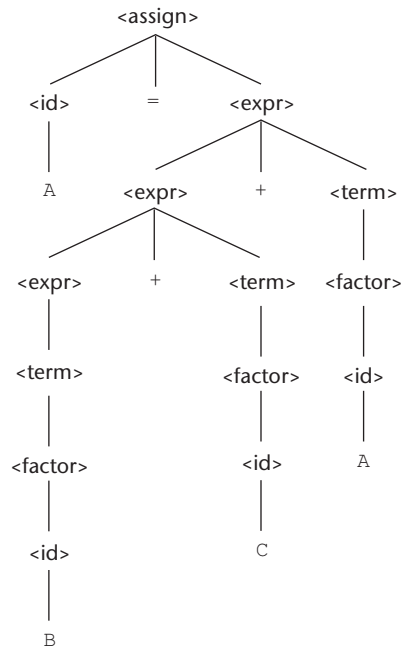 <assign>
<id> = <expr>
A <expr> + <term>
<expr> + <term> <factor>
<term> <factor> <id>
<factor> <id> A
<id> C
B